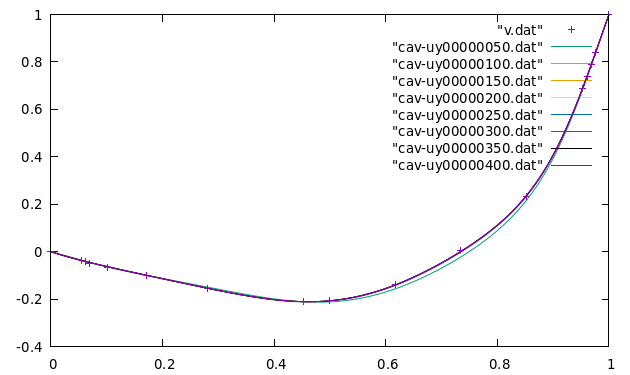 1
0.8
0.6
0.4
0.2
0
-0.2
-0.4
"v.dat"
"cav-uy00000050.dat"
"cav-uy00000100.dat"
"cav-uy00000150.dat"
"cav-uy00000200.dat"
"cav-uy00000250.dat"
"cav-uy00000300.dat"
"cav-uy00000350.dat"
"cav-uy00000400.dat"
0 0.2 0.4 0.6 0.8 1